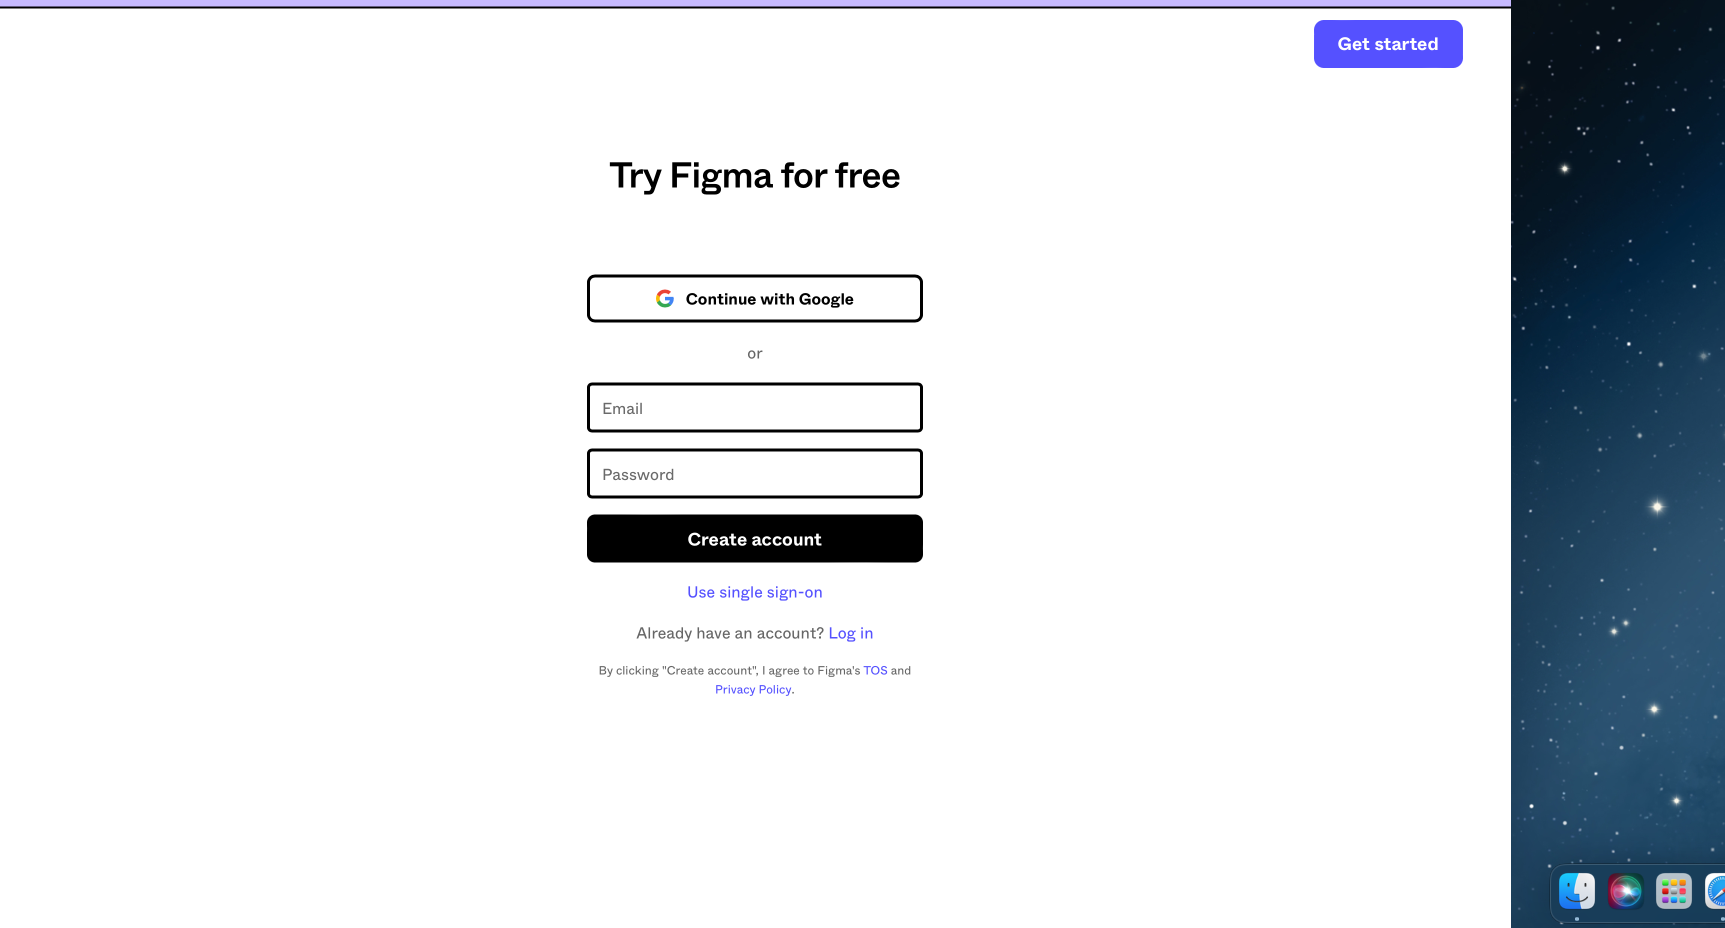 Get started
Try Figma for free
Continue with Google
or
Email
Password
Create account
Use single sign-on
Already have an account? Log in
By clicking "Create account", I agree to Figma's TOS and
Privacy Policy.